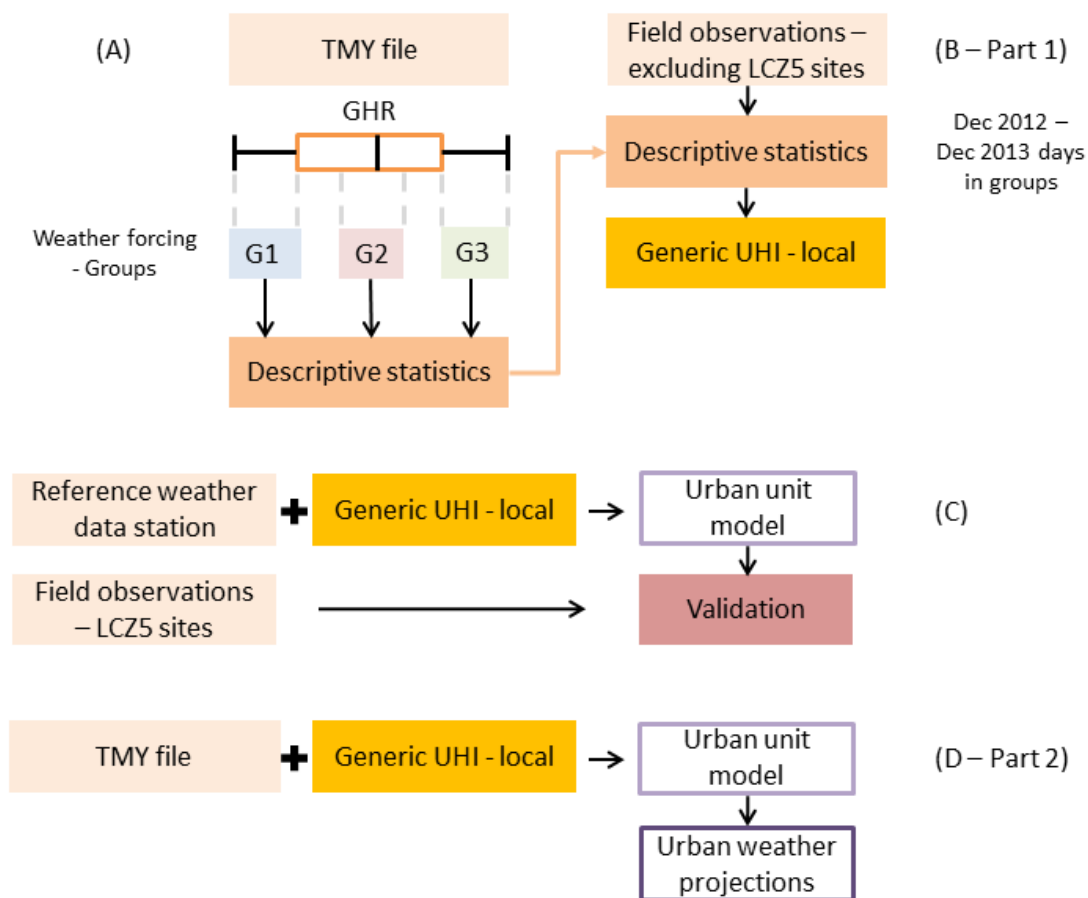 (A)
TMY file
GHR
Weather forcing
- Groups
G1
G2
G3
Descriptive statistics
Field observations –
excluding LCZ5 sites
(B – Part 1)
Descriptive statistics
Dec 2012 –
Dec 2013 days
in groups
Generic UHI - local
Reference weather
data station
+
Generic UHI - local
Urban unit
model
(C)
Field observations
– LCZ5 sites
Validation
TMY file
+
Generic UHI - local
Urban unit
model
(D – Part 2)
Urban weather
projections